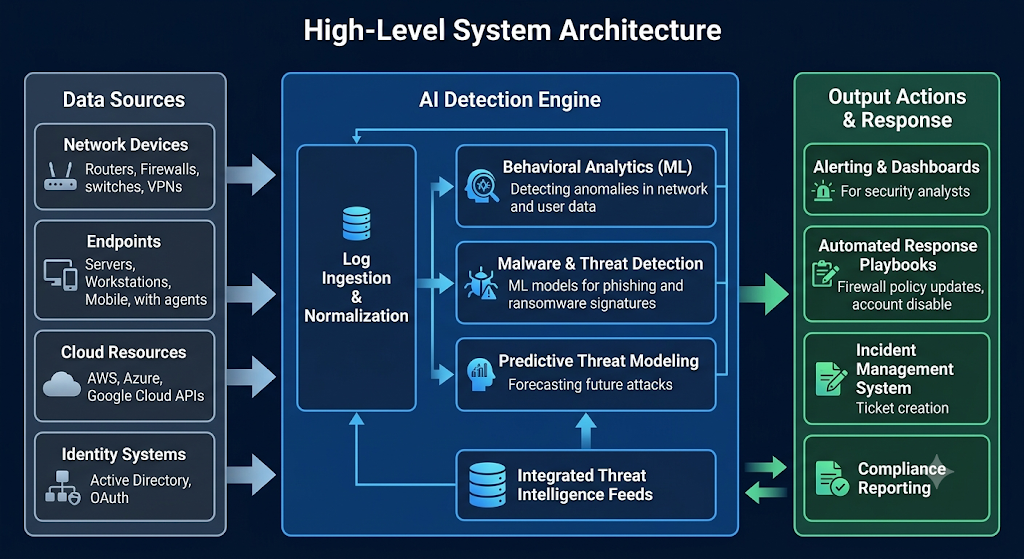 High-Level System Architecture
Data Sources
Network Devices
Routers, Firewalls,
switches, VPNs
Endpoints
Servers,
Workstations,
Mobile, with agents
Cloud Resources
AWS, Azure,
Google Cloud APIs
Identity Systems
Active Directory,
OAuth
AI Detection Engine
Log
Ingestion
&
Normalization
Behavioral Analytics (ML)
Detecting anomalies in network
and user data
Malware & Threat Detection
ML models for phishing and
ransomware signatures
Predictive Threat Modeling
Forecasting future attacks
Integrated Threat
Intelligence Feeds
Output Actions
& Response
Alerting & Dashboards
For security analysts
Automated Response
Playbooks
Firewall policy updates,
account disable
Incident
Management
System
Ticket creation
Compliance
Reporting